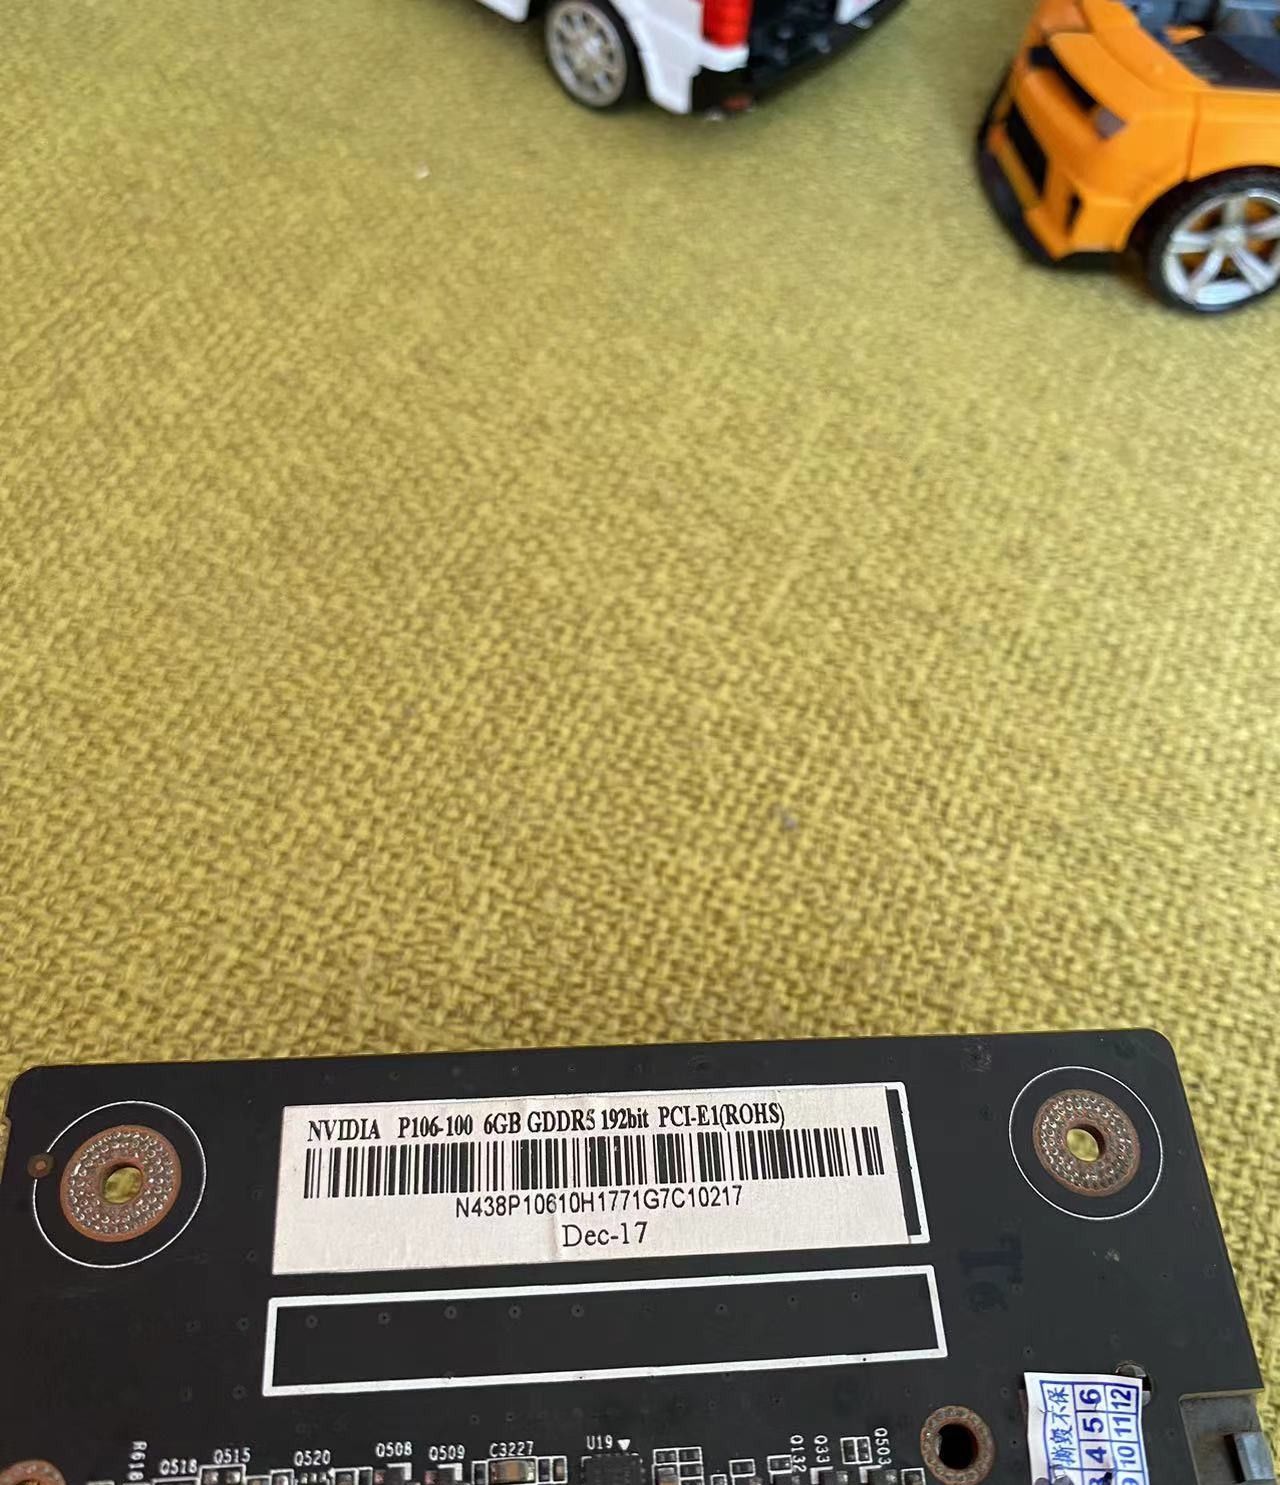 NVIDIA P106-100 6GB GDDR5 192bit PCI-E1(ROHS)
N438P10610H1771G7C10217
Dec-17
P1
R618
Q518
Q515
Q520
Q508
Q509
C3227
U19
Q132
Q33
Q503
撕毁不保
4 5 6
9 10 11 12